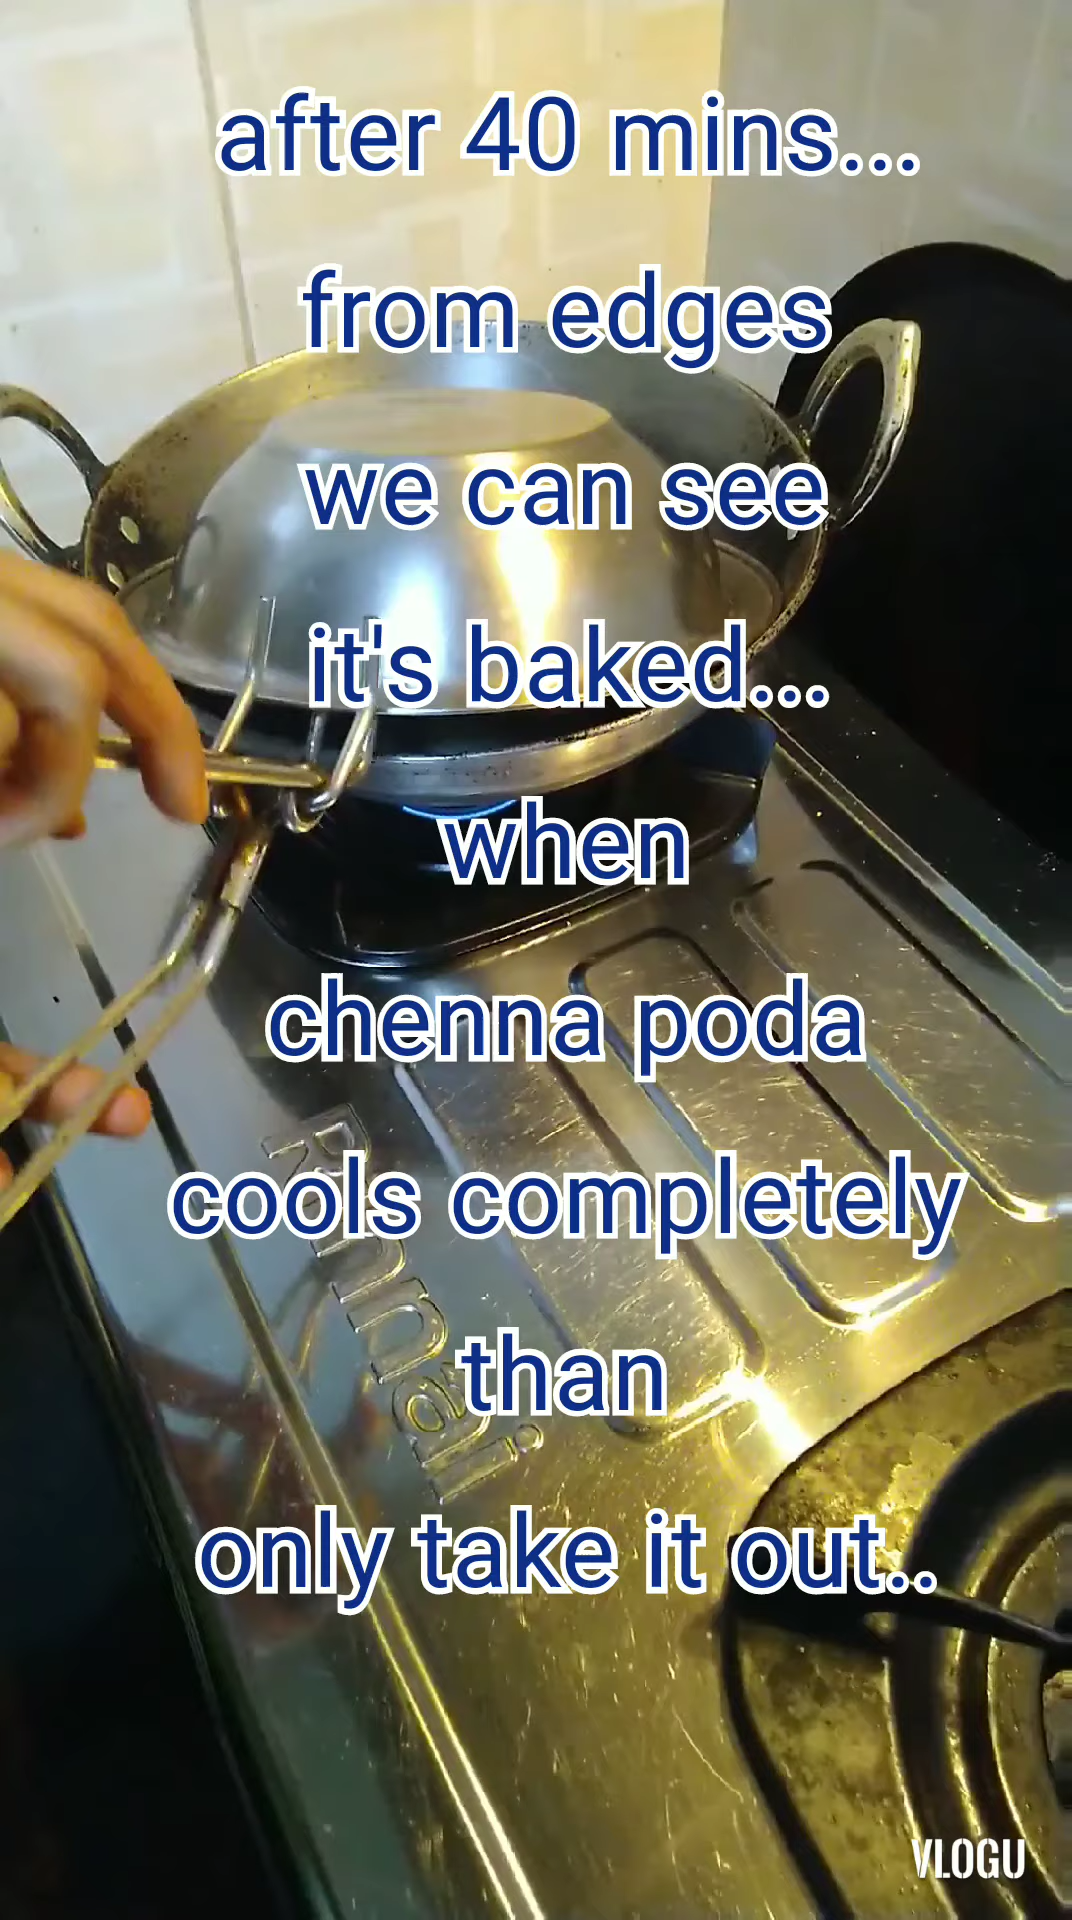 after 40 mins...
from edges
we can see
it's baked...
when
chenna poda
cools completely
than
only take it out..
Rinnai
VLOGU